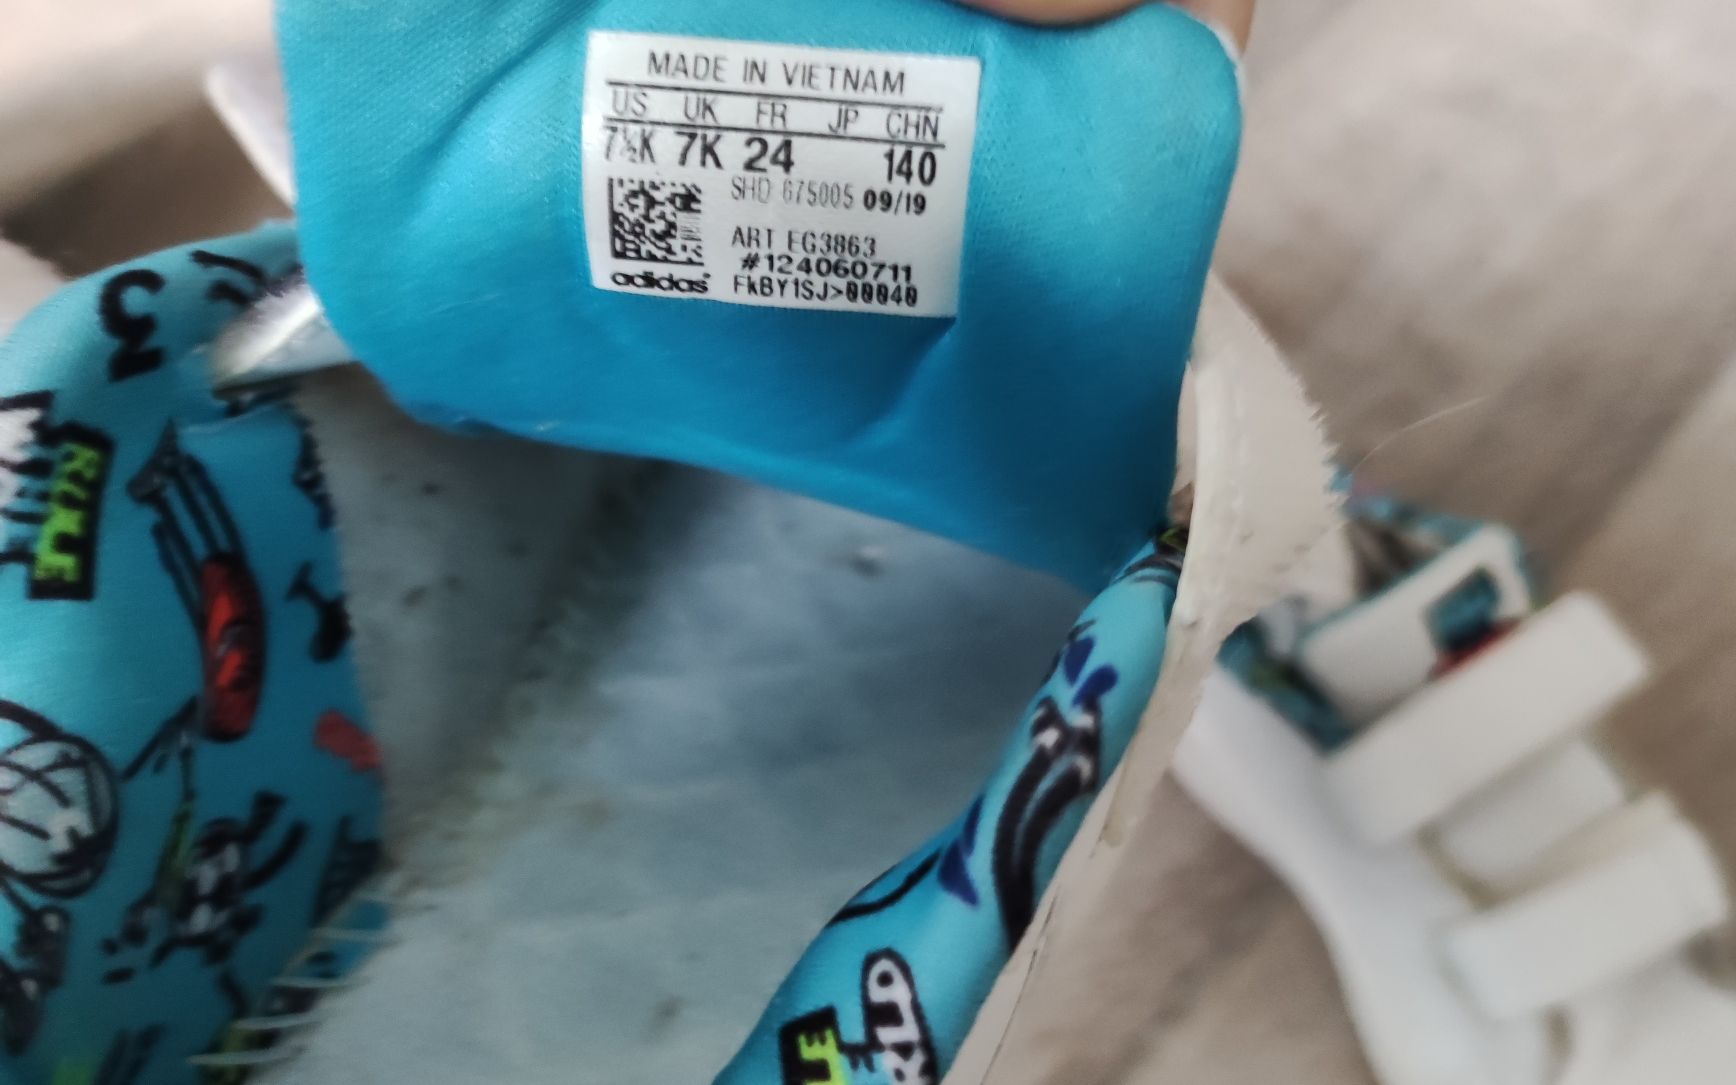 MADE IN VIETNAM
US UK FR JP CHN
7½K 7K 24 140
SHD 675005 09/19
ART EG3863
#124060711
adidas FkBY1SJ>00040
RULE